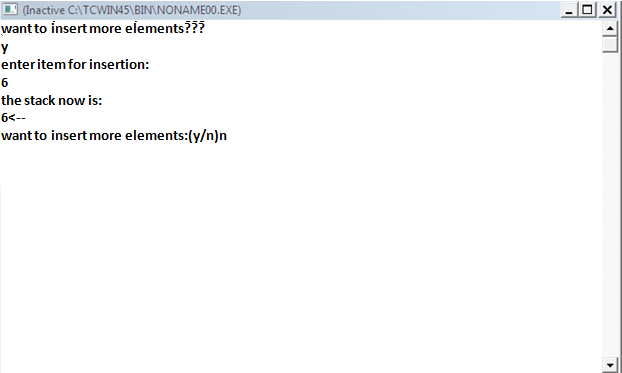 (Inactive C:\TCWIN45\BIN\NONAME00.EXE)
want to insert more elements???
y
enter item for insertion:
6
the stack now is:
6<--
want to insert more elements:(y/n)n